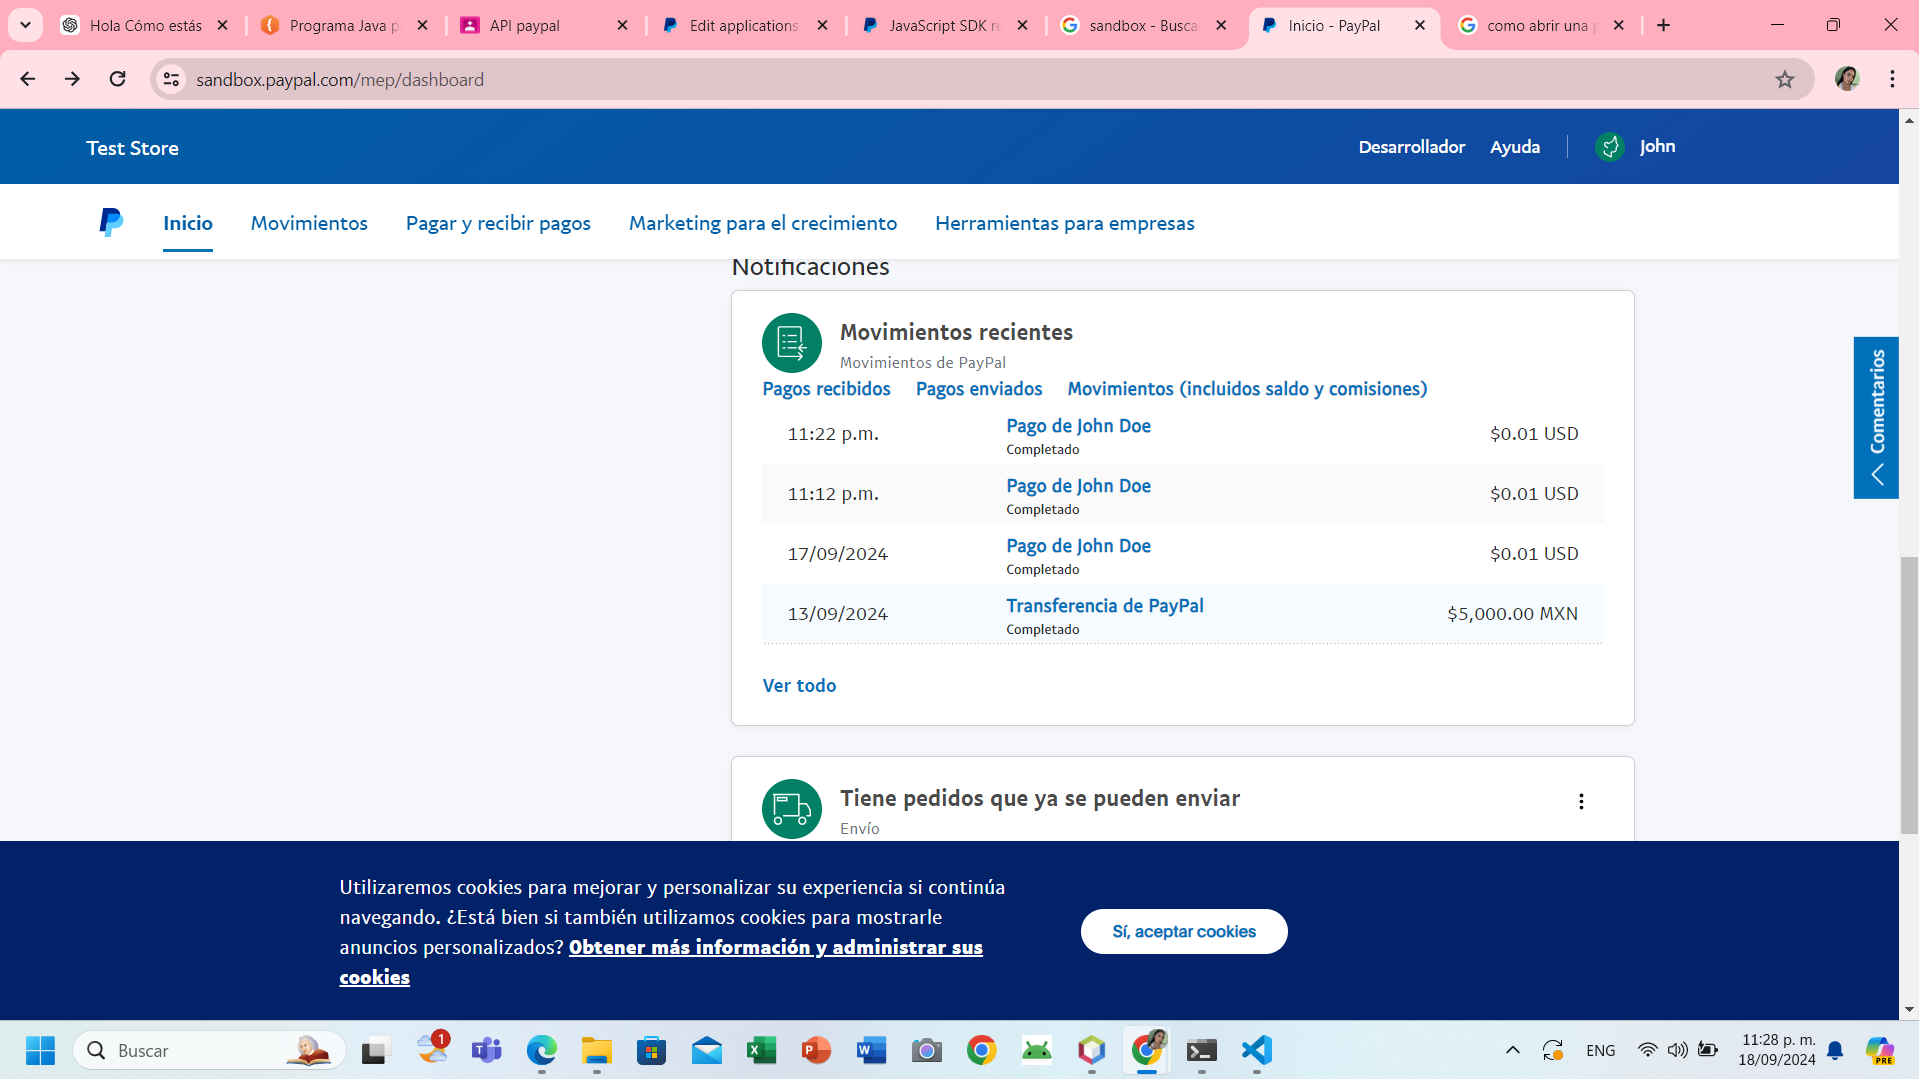 Hola Cómo estás
Programa Java p
API paypal
Edit applications
JavaScript SDK re
sandbox - Busca
Inicio - PayPal
como abrir una p
sandbox.paypal.com/mep/dashboard
Test Store
Desarrollador
Ayuda
John
Inicio
Movimientos
Pagar y recibir pagos
Marketing para el crecimiento
Herramientas para empresas
Notificaciones
Movimientos recientes
Movimientos de PayPal
Pagos recibidos
Pagos enviados
Movimientos (incluidos saldo y comisiones)
11:22 p.m.
Pago de John Doe
Completado
$0.01 USD
11:12 p.m.
Pago de John Doe
Completado
$0.01 USD
17/09/2024
Pago de John Doe
Completado
$0.01 USD
13/09/2024
Transferencia de PayPal
Completado
$5,000.00 MXN
Ver todo
Comentarios
Tiene pedidos que ya se pueden enviar
Envío
Utilizaremos cookies para mejorar y personalizar su experiencia si continúa
navegando. ¿Está bien si también utilizamos cookies para mostrarle
anuncios personalizados? Obtener más información y administrar sus
cookies
Sí, aceptar cookies
Buscar
1
ENG
11:28 p. m.
18/09/2024
PRE